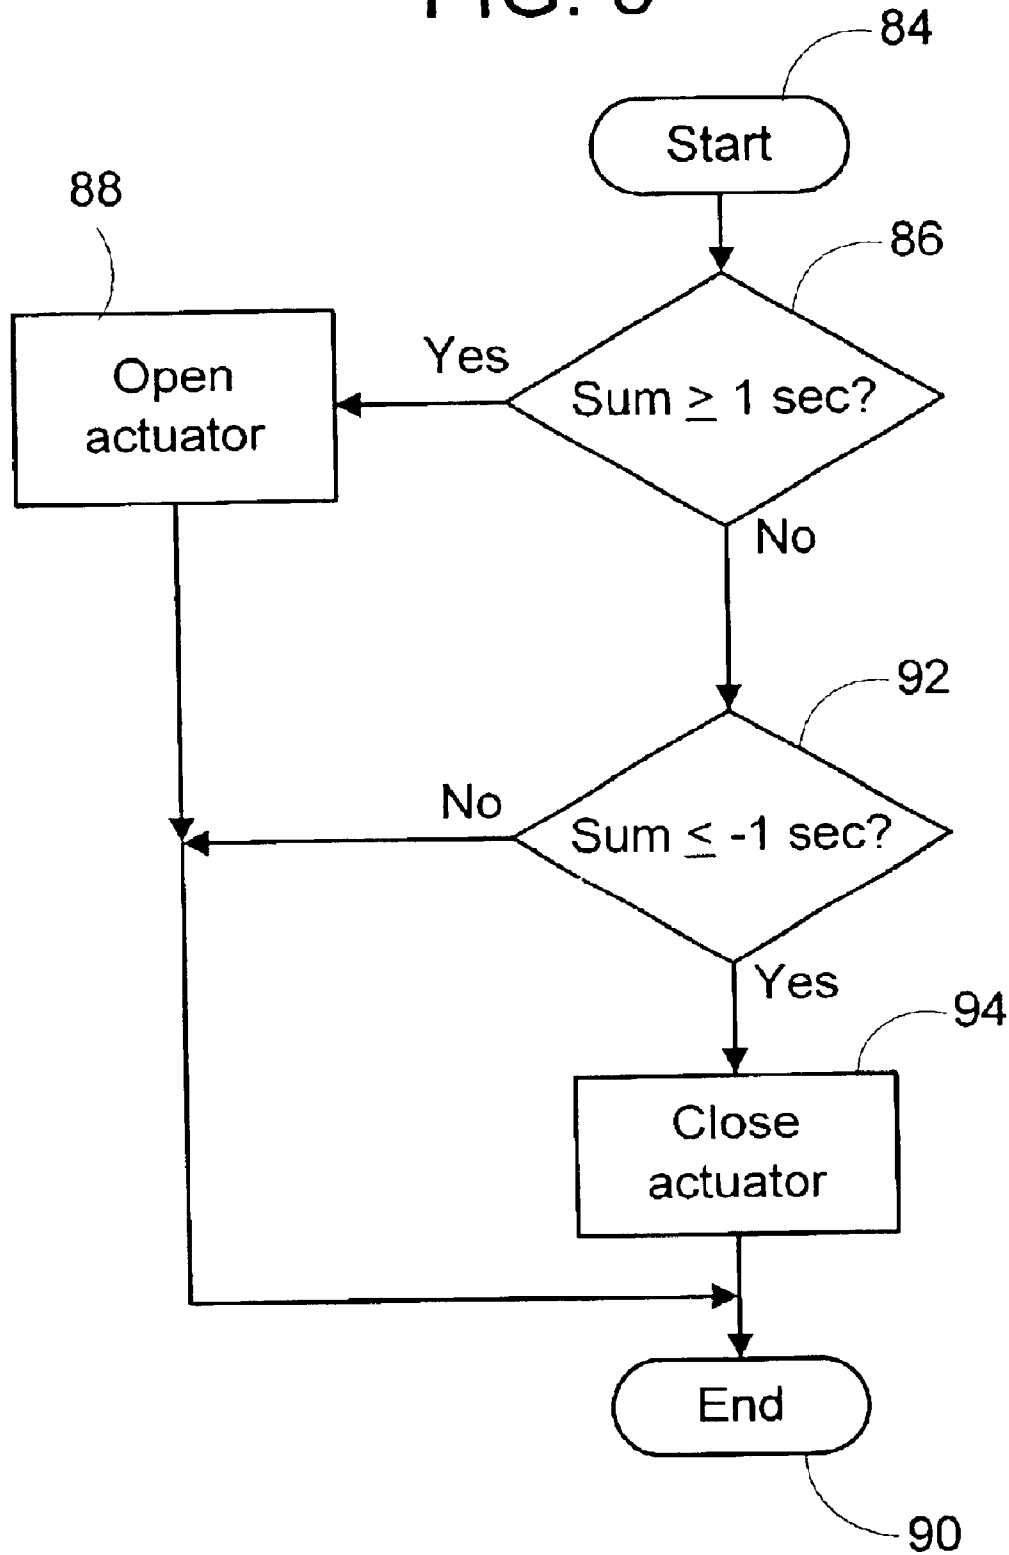 84
Start
88
86
Yes
Open
actuator
Sum ≥ 1 sec?
No
92
No
Sum ≤ -1 sec?
Yes
94
Close
actuator
End
90